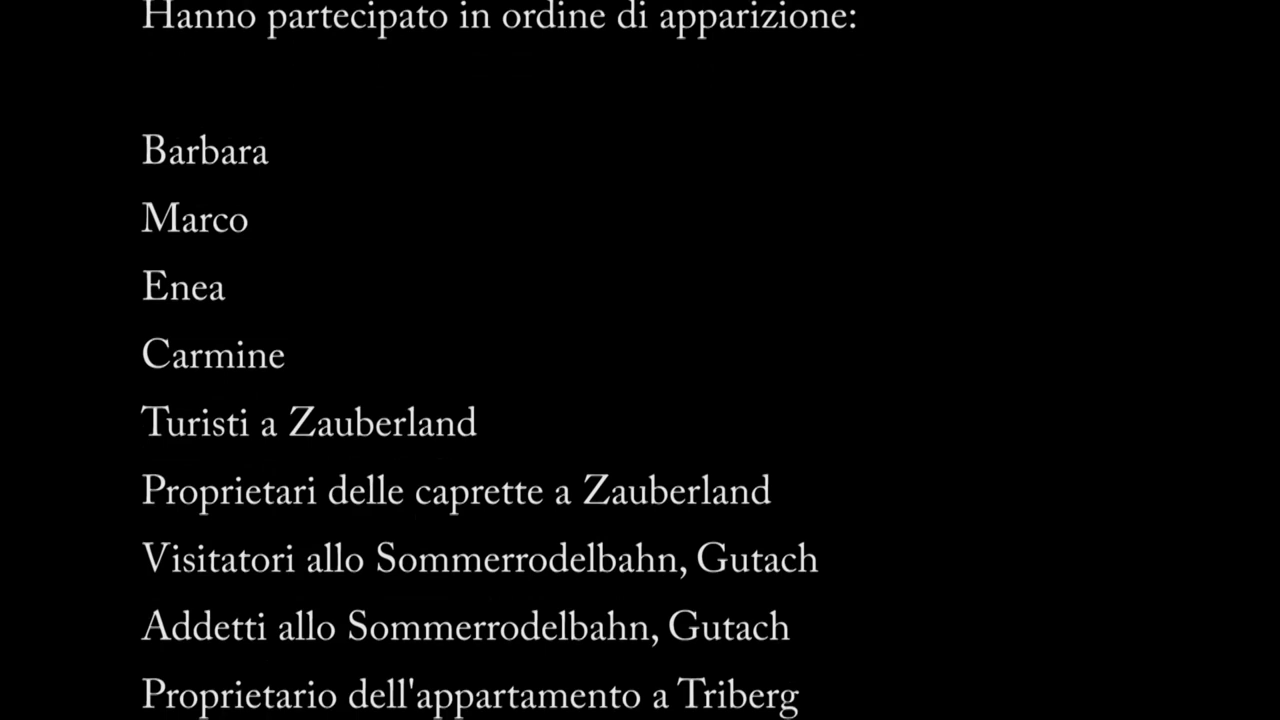 Hanno partecipato in ordine di apparizione:
Barbara
Marco
Enea
Carmine
Turisti a Zauberland
Proprietari delle caprette a Zauberland
Visitatori allo Sommerrodelbahn, Gutach
Addetti allo Sommerrodelbahn, Gutach
Proprietario dell'appartamento a Triberg